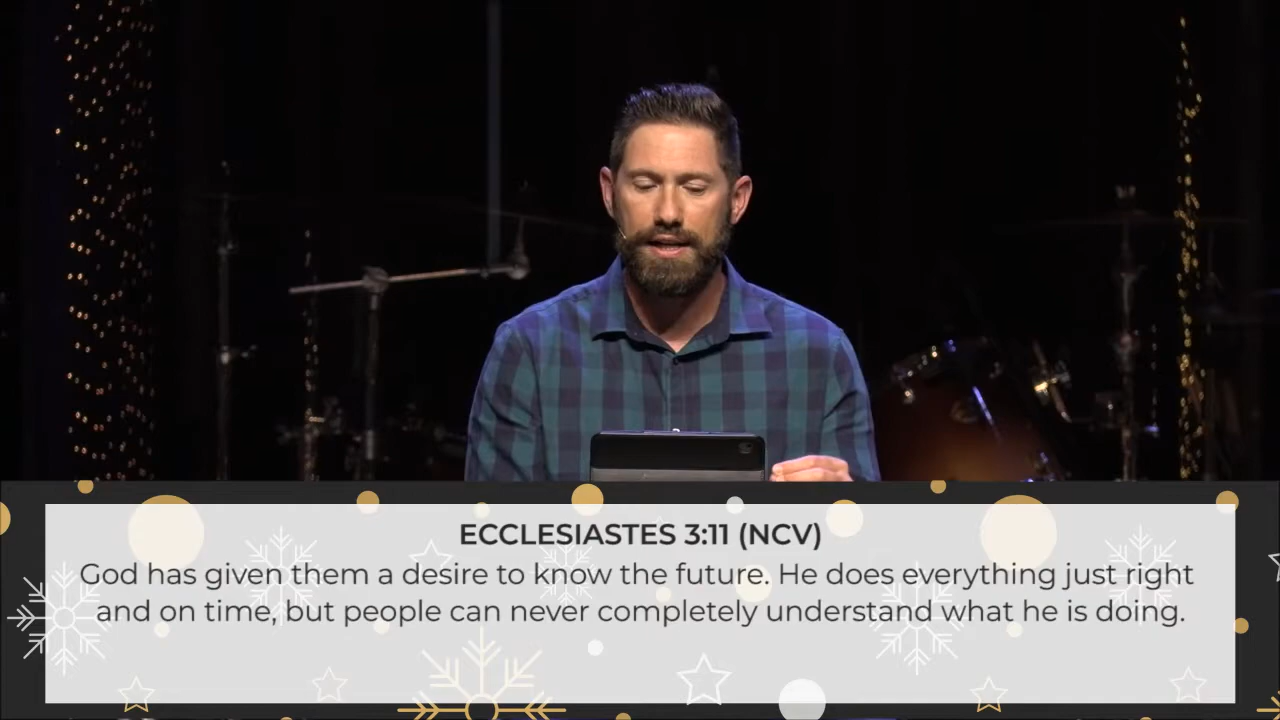 ECCLESIASTES 3:11 (NCV)
God has given them a desire to know the future. He does everything just right
and on time, but people can never completely understand what he is doing.